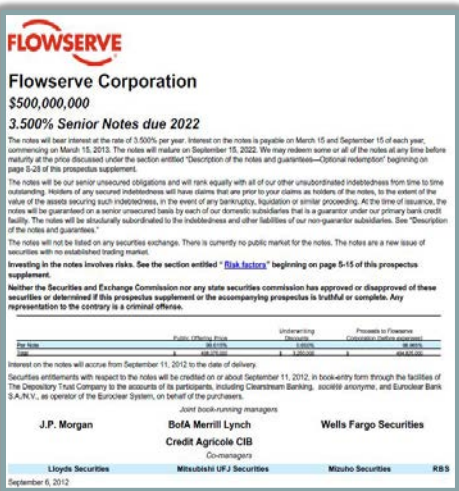 FLOWSERVE
Flowserve Corporation
$500,000,000
3.500% Senior Notes due 2022
The notes will bear interest at the rate of 3.500% per year. Interest on the notes is payable on March 15 and September 15 of each year,
commencing on March 15, 2013. The notes will mature on September 15, 2022. We may redeem some or all of the notes at any time before
maturity at the price discussed under the section entitled "Description of the notes and guarantees—Optional redemption" beginning on
page S-28 of this prospectus supplement.
The notes will be our senior unsecured obligations and will rank equally with all of our other unsubordinated indebtedness from time to time
outstanding. Holders of any secured indebtedness will have claims that are prior to your claims as holders of the notes, to the extent of the
value of the assets securing such indebtedness, in the event of any bankruptcy, liquidation or similar proceeding. At the time of issuance, the
notes will be guaranteed on a senior unsecured basis by each of our domestic subsidiaries that is a guarantor under our primary bank credit
facility. The notes will be structurally subordinated to the indebtedness and other liabilities of our non-guarantor subsidiaries. See "Description
of the notes and guarantees."
The notes will not be listed on any securities exchange. There is currently no public market for the notes. The notes are a new issue of
securities with no established trading market.
Investing in the notes involves risks. See the section entitled "Risk factors" beginning on page S-15 of this prospectus
supplement.
Neither the Securities and Exchange Commission nor any state securities commission has approved or disapproved of these
securities or determined if this prospectus supplement or the accompanying prospectus is truthful or complete. Any
representation to the contrary is a criminal offense.
Public Offering Price Underwriting Discounts Proceeds to Flowserve Corporation (before expenses)
Per Note
Total $ $ $
Interest on the notes will accrue from September 11, 2012 to the date of delivery.
Securities entitlements with respect to the notes will be credited on or about September 11, 2012, in book-entry form through the facilities of
The Depository Trust Company to the accounts of its participants, including Clearstream Banking, société anonyme, and Euroclear Bank
S.A./N.V., as operator of the Euroclear System, on behalf of the purchasers.
Joint book-running managers
J.P. Morgan BofA Merrill Lynch Wells Fargo Securities
Credit Agricole CIB
Co-managers
Lloyds Securities Mitsubishi UFJ Securities Mizuho Securities RBS
September 6, 2012